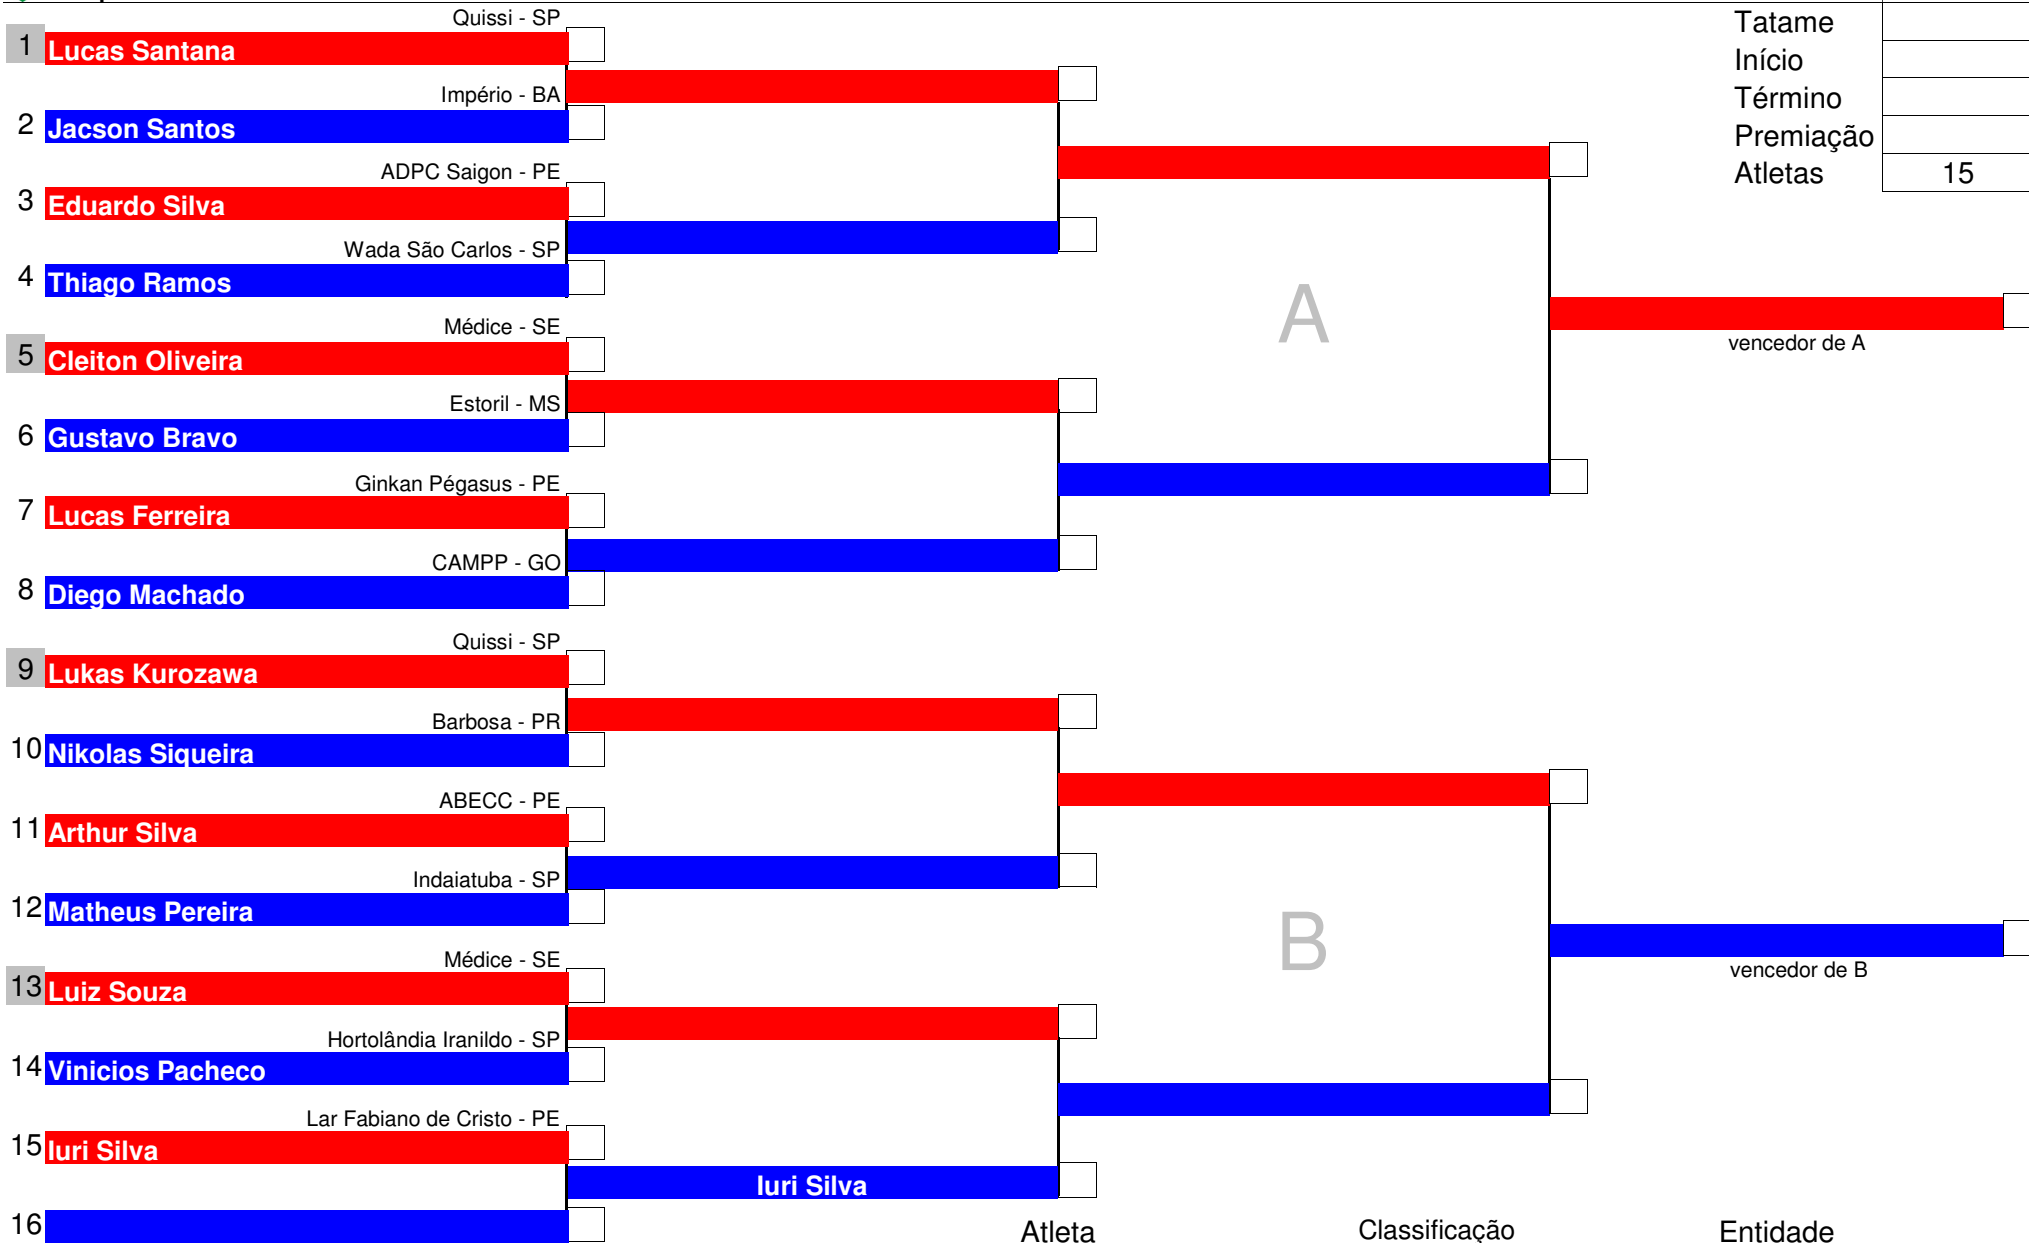 Quissi - SP
1 Lucas Santana
Império - BA
2 Jacson Santos
ADPC Saigon - PE
3 Eduardo Silva
Wada São Carlos - SP
4 Thiago Ramos
Médice - SE
5 Cleiton Oliveira
Estoril - MS
6 Gustavo Bravo
Ginkan Pégasus - PE
7 Lucas Ferreira
CAMPP - GO
8 Diego Machado
Quissi - SP
9 Lukas Kurozawa
Barbosa - PR
10 Nikolas Siqueira
ABECC - PE
11 Arthur Silva
Indaiatuba - SP
12 Matheus Pereira
Médice - SE
13 Luiz Souza
Hortolândia Iranildo - SP
14 Vinicios Pacheco
Lar Fabiano de Cristo - PE
15 Iuri Silva
16
Iuri Silva
A
B
Tatame
Início
Término
Premiação
Atletas 15
vencedor de A
vencedor de B
Atleta Classificação Entidade